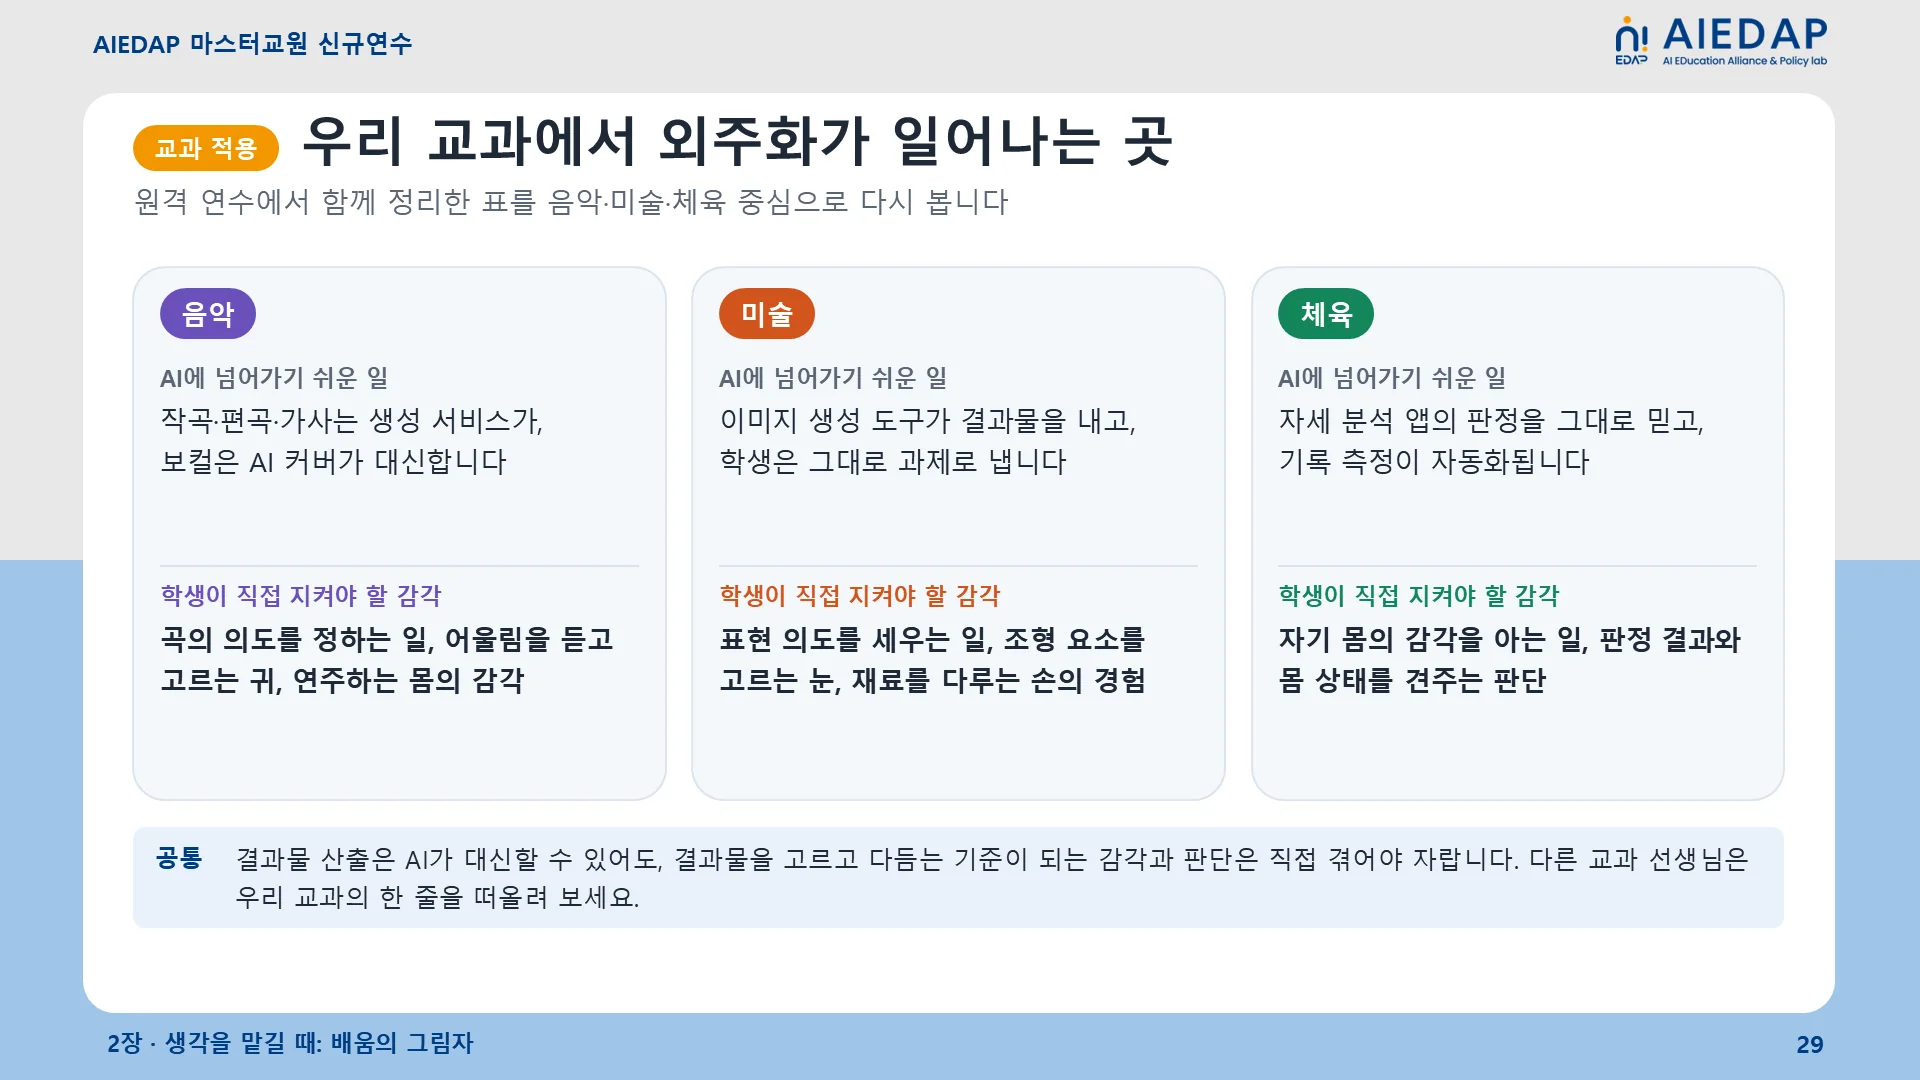 AIEDAP 마스터교원 신규연수
EDAP
AIEDAP
AI EDucation Alliance & Policy lab
교과 적용
우리 교과에서 외주화가 일어나는 곳
원격 연수에서 함께 정리한 표를 음악·미술·체육 중심으로 다시 봅니다
음악
AI에 넘어가기 쉬운 일
작곡·편곡·가사는 생성 서비스가,
보컬은 AI 커버가 대신합니다
학생이 직접 지켜야 할 감각
곡의 의도를 정하는 일, 어울림을 듣고
고르는 귀, 연주하는 몸의 감각
미술
AI에 넘어가기 쉬운 일
이미지 생성 도구가 결과물을 내고,
학생은 그대로 과제로 냅니다
학생이 직접 지켜야 할 감각
표현 의도를 세우는 일, 조형 요소를
고르는 눈, 재료를 다루는 손의 경험
체육
AI에 넘어가기 쉬운 일
자세 분석 앱의 판정을 그대로 믿고,
기록 측정이 자동화됩니다
학생이 직접 지켜야 할 감각
자기 몸의 감각을 아는 일, 판정 결과와
몸 상태를 견주는 판단
공통
결과물 산출은 AI가 대신할 수 있어도, 결과물을 고르고 다듬는 기준이 되는 감각과 판단은 직접 겪어야 자랍니다. 다른 교과 선생님은
우리 교과의 한 줄을 떠올려 보세요.
2장 · 생각을 맡길 때: 배움의 그림자
29